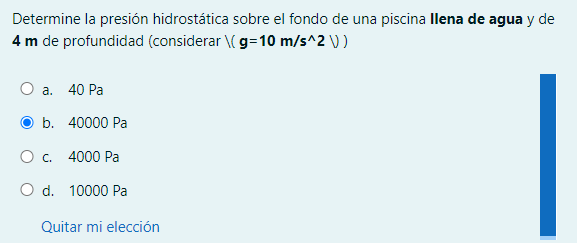 Determine la presión hidrostática sobre el fondo de una piscina llena de agua y de
4 m de profundidad (considerar \( g=10 m/s^2 \) )
a. 40 Pa
b. 40000 Pa
c. 4000 Pa
d. 10000 Pa
Quitar mi elección